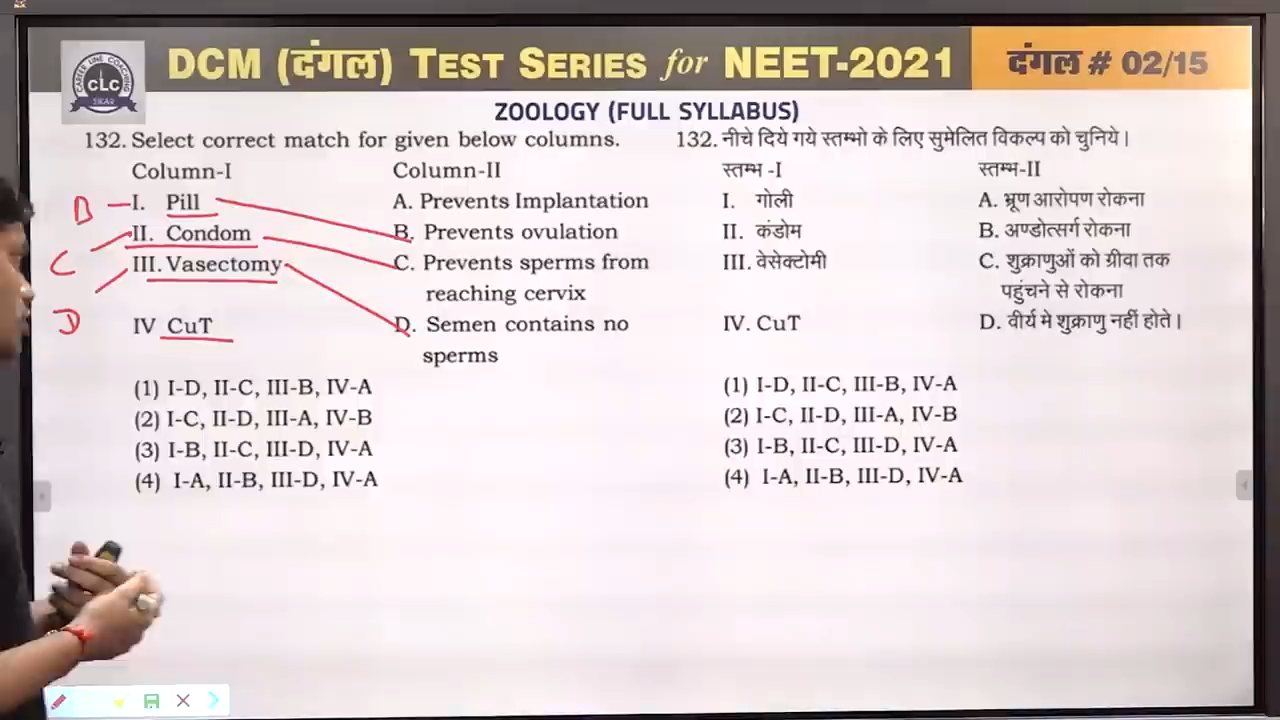 CAREER LINE COACHING
CLC
SIKAR
DCM (दंगल) TEST SERIES for NEET-2021
दंगल # 02/15
ZOOLOGY (FULL SYLLABUS)
132. Select correct match for given below columns.
Column-I Column-II
B I. Pill A. Prevents Implantation
II. Condom B. Prevents ovulation
C III. Vasectomy C. Prevents sperms from
reaching cervix
D IV CuT D. Semen contains no
sperms
(1) I-D, II-C, III-B, IV-A
(2) I-C, II-D, III-A, IV-B
(3) I-B, II-C, III-D, IV-A
(4) I-A, II-B, III-D, IV-A
132. नीचे दिये गये स्तम्भो के लिए सुमेलित विकल्प को चुनिये।
स्तम्भ -I स्तम्भ-II
I. गोली A. भ्रूण आरोपण रोकना
II. कंडोम B. अण्डोत्सर्ग रोकना
III. वेसेक्टोमी C. शुक्राणुओं को ग्रीवा तक
पहुंचने से रोकना
IV. CuT D. वीर्य मे शुक्राणु नहीं होते।
(1) I-D, II-C, III-B, IV-A
(2) I-C, II-D, III-A, IV-B
(3) I-B, II-C, III-D, IV-A
(4) I-A, II-B, III-D, IV-A